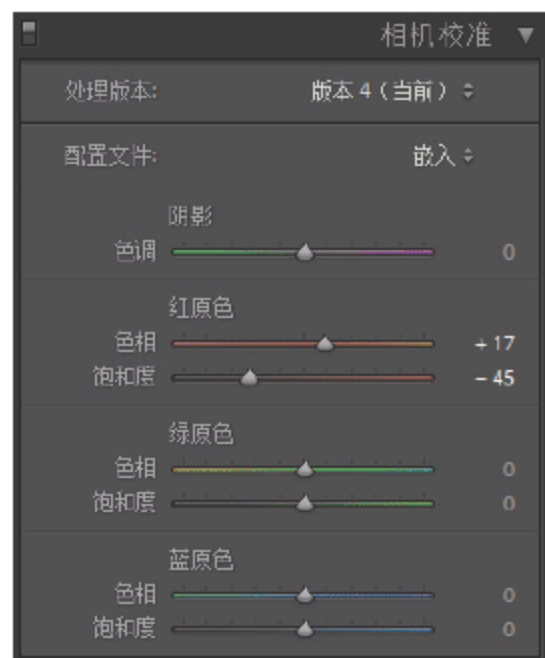 相机校准
处理版本: 版本 4（当前）
配置文件: 嵌入
阴影
色调 0
红原色
色相 + 17
饱和度 - 45
绿原色
色相 0
饱和度 0
蓝原色
色相 0
饱和度 0